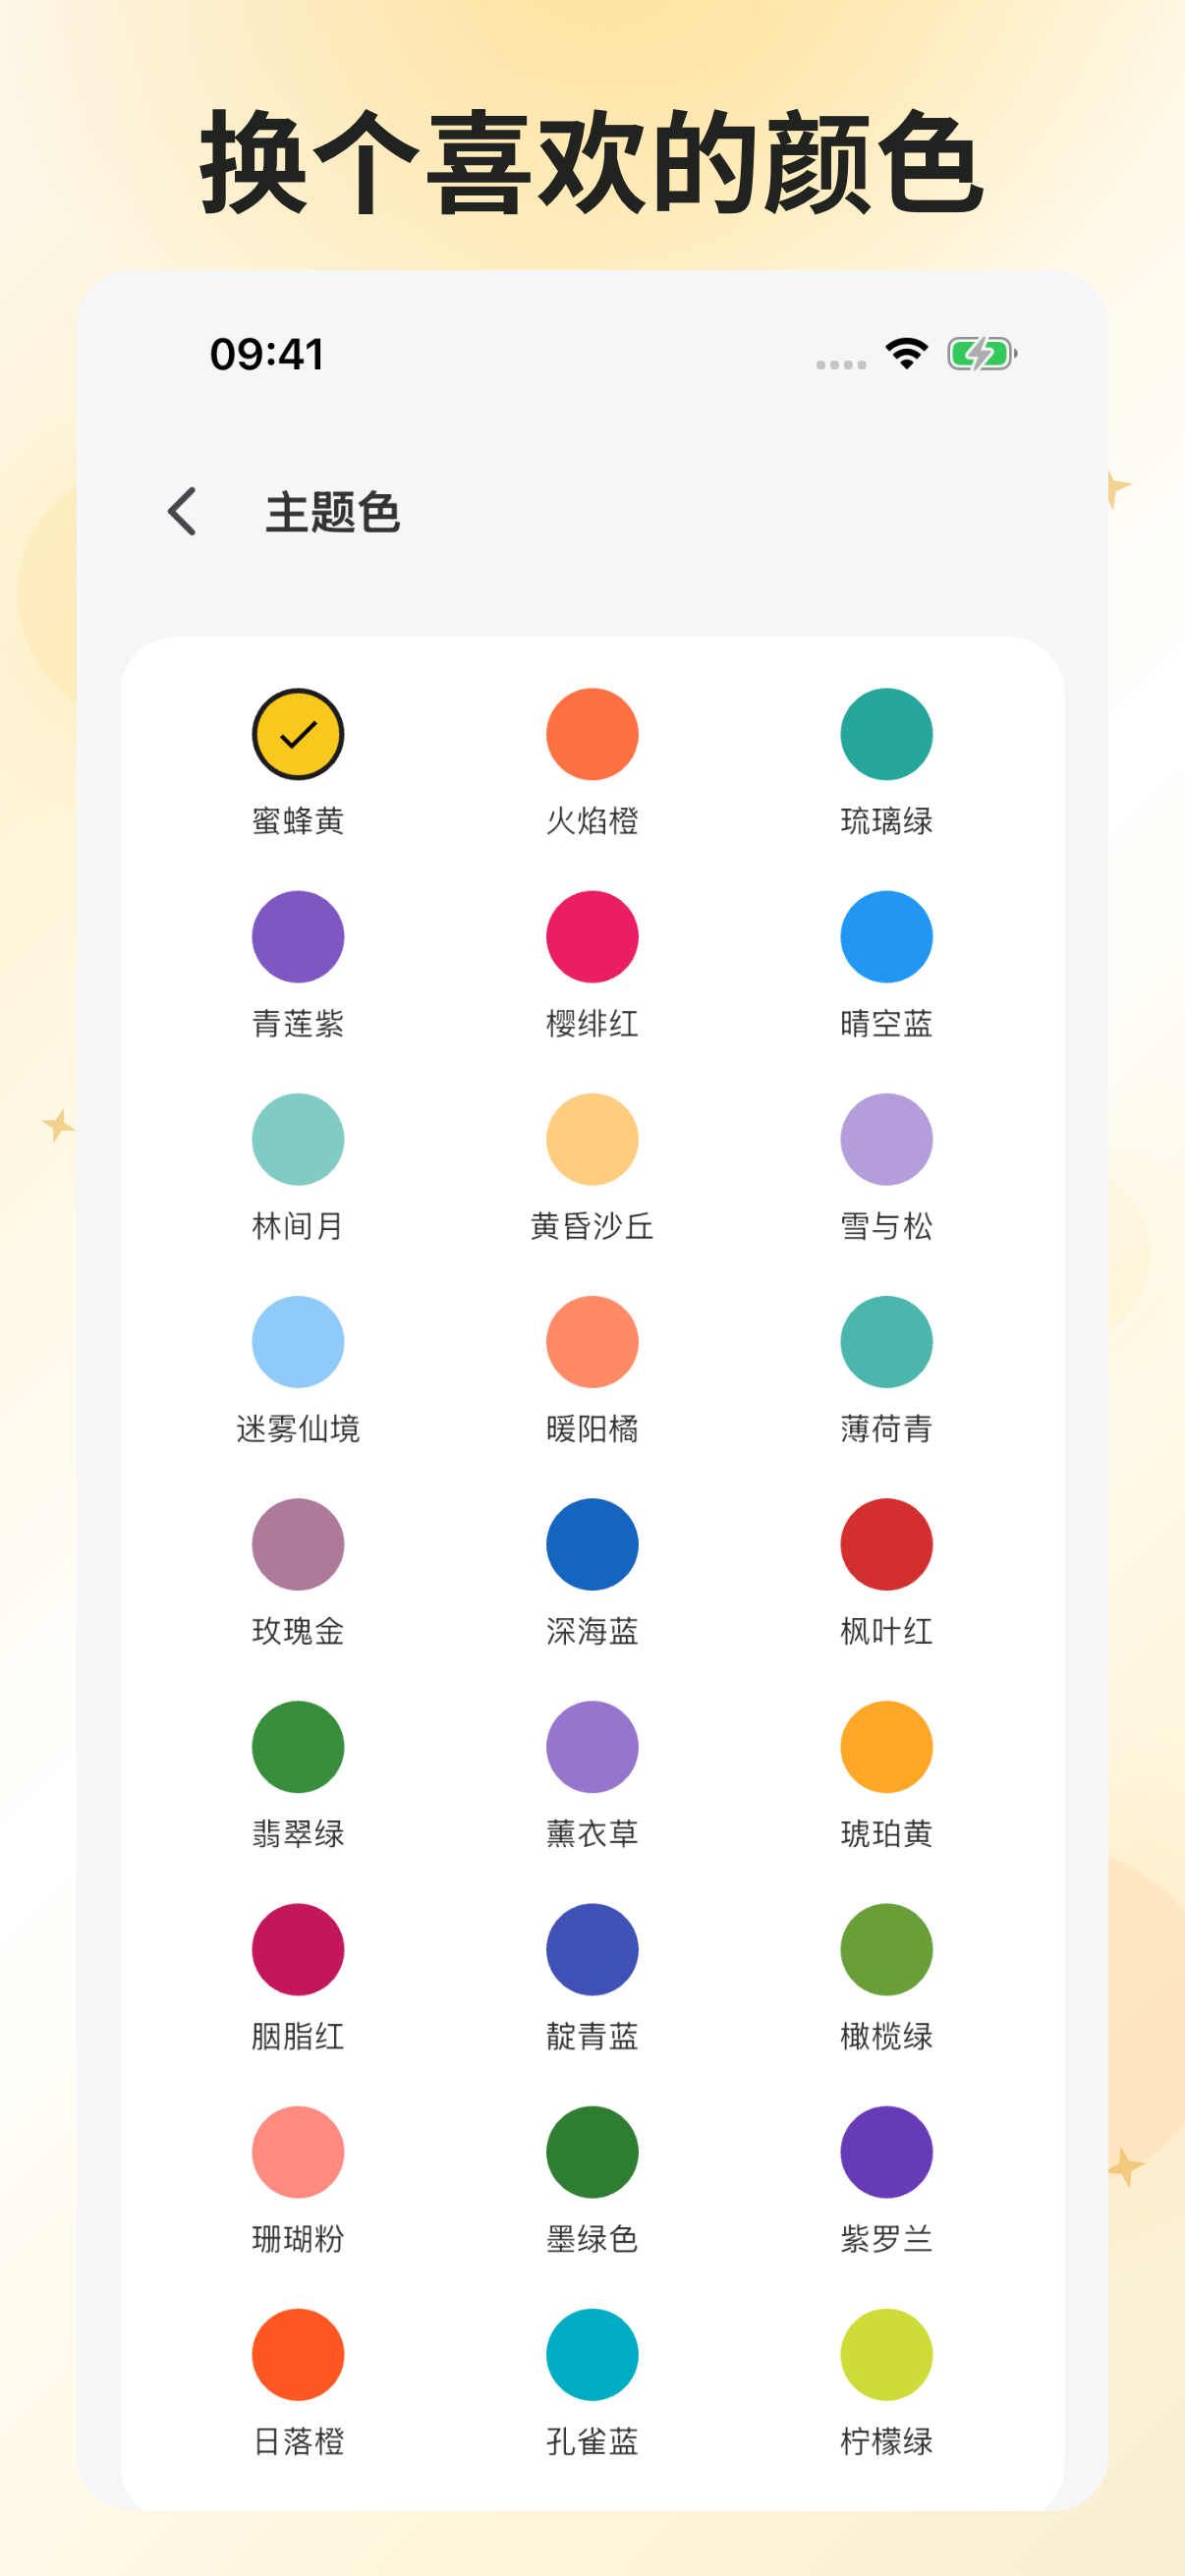 换个喜欢的颜色
09:41
主题色
蜜蜂黄 火焰橙 琉璃绿
青莲紫 樱绯红 晴空蓝
林间月 黄昏沙丘 雪与松
迷雾仙境 暖阳橘 薄荷青
玫瑰金 深海蓝 枫叶红
翡翠绿 薰衣草 琥珀黄
胭脂红 靛青蓝 橄榄绿
珊瑚粉 墨绿色 紫罗兰
日落橙 孔雀蓝 柠檬绿